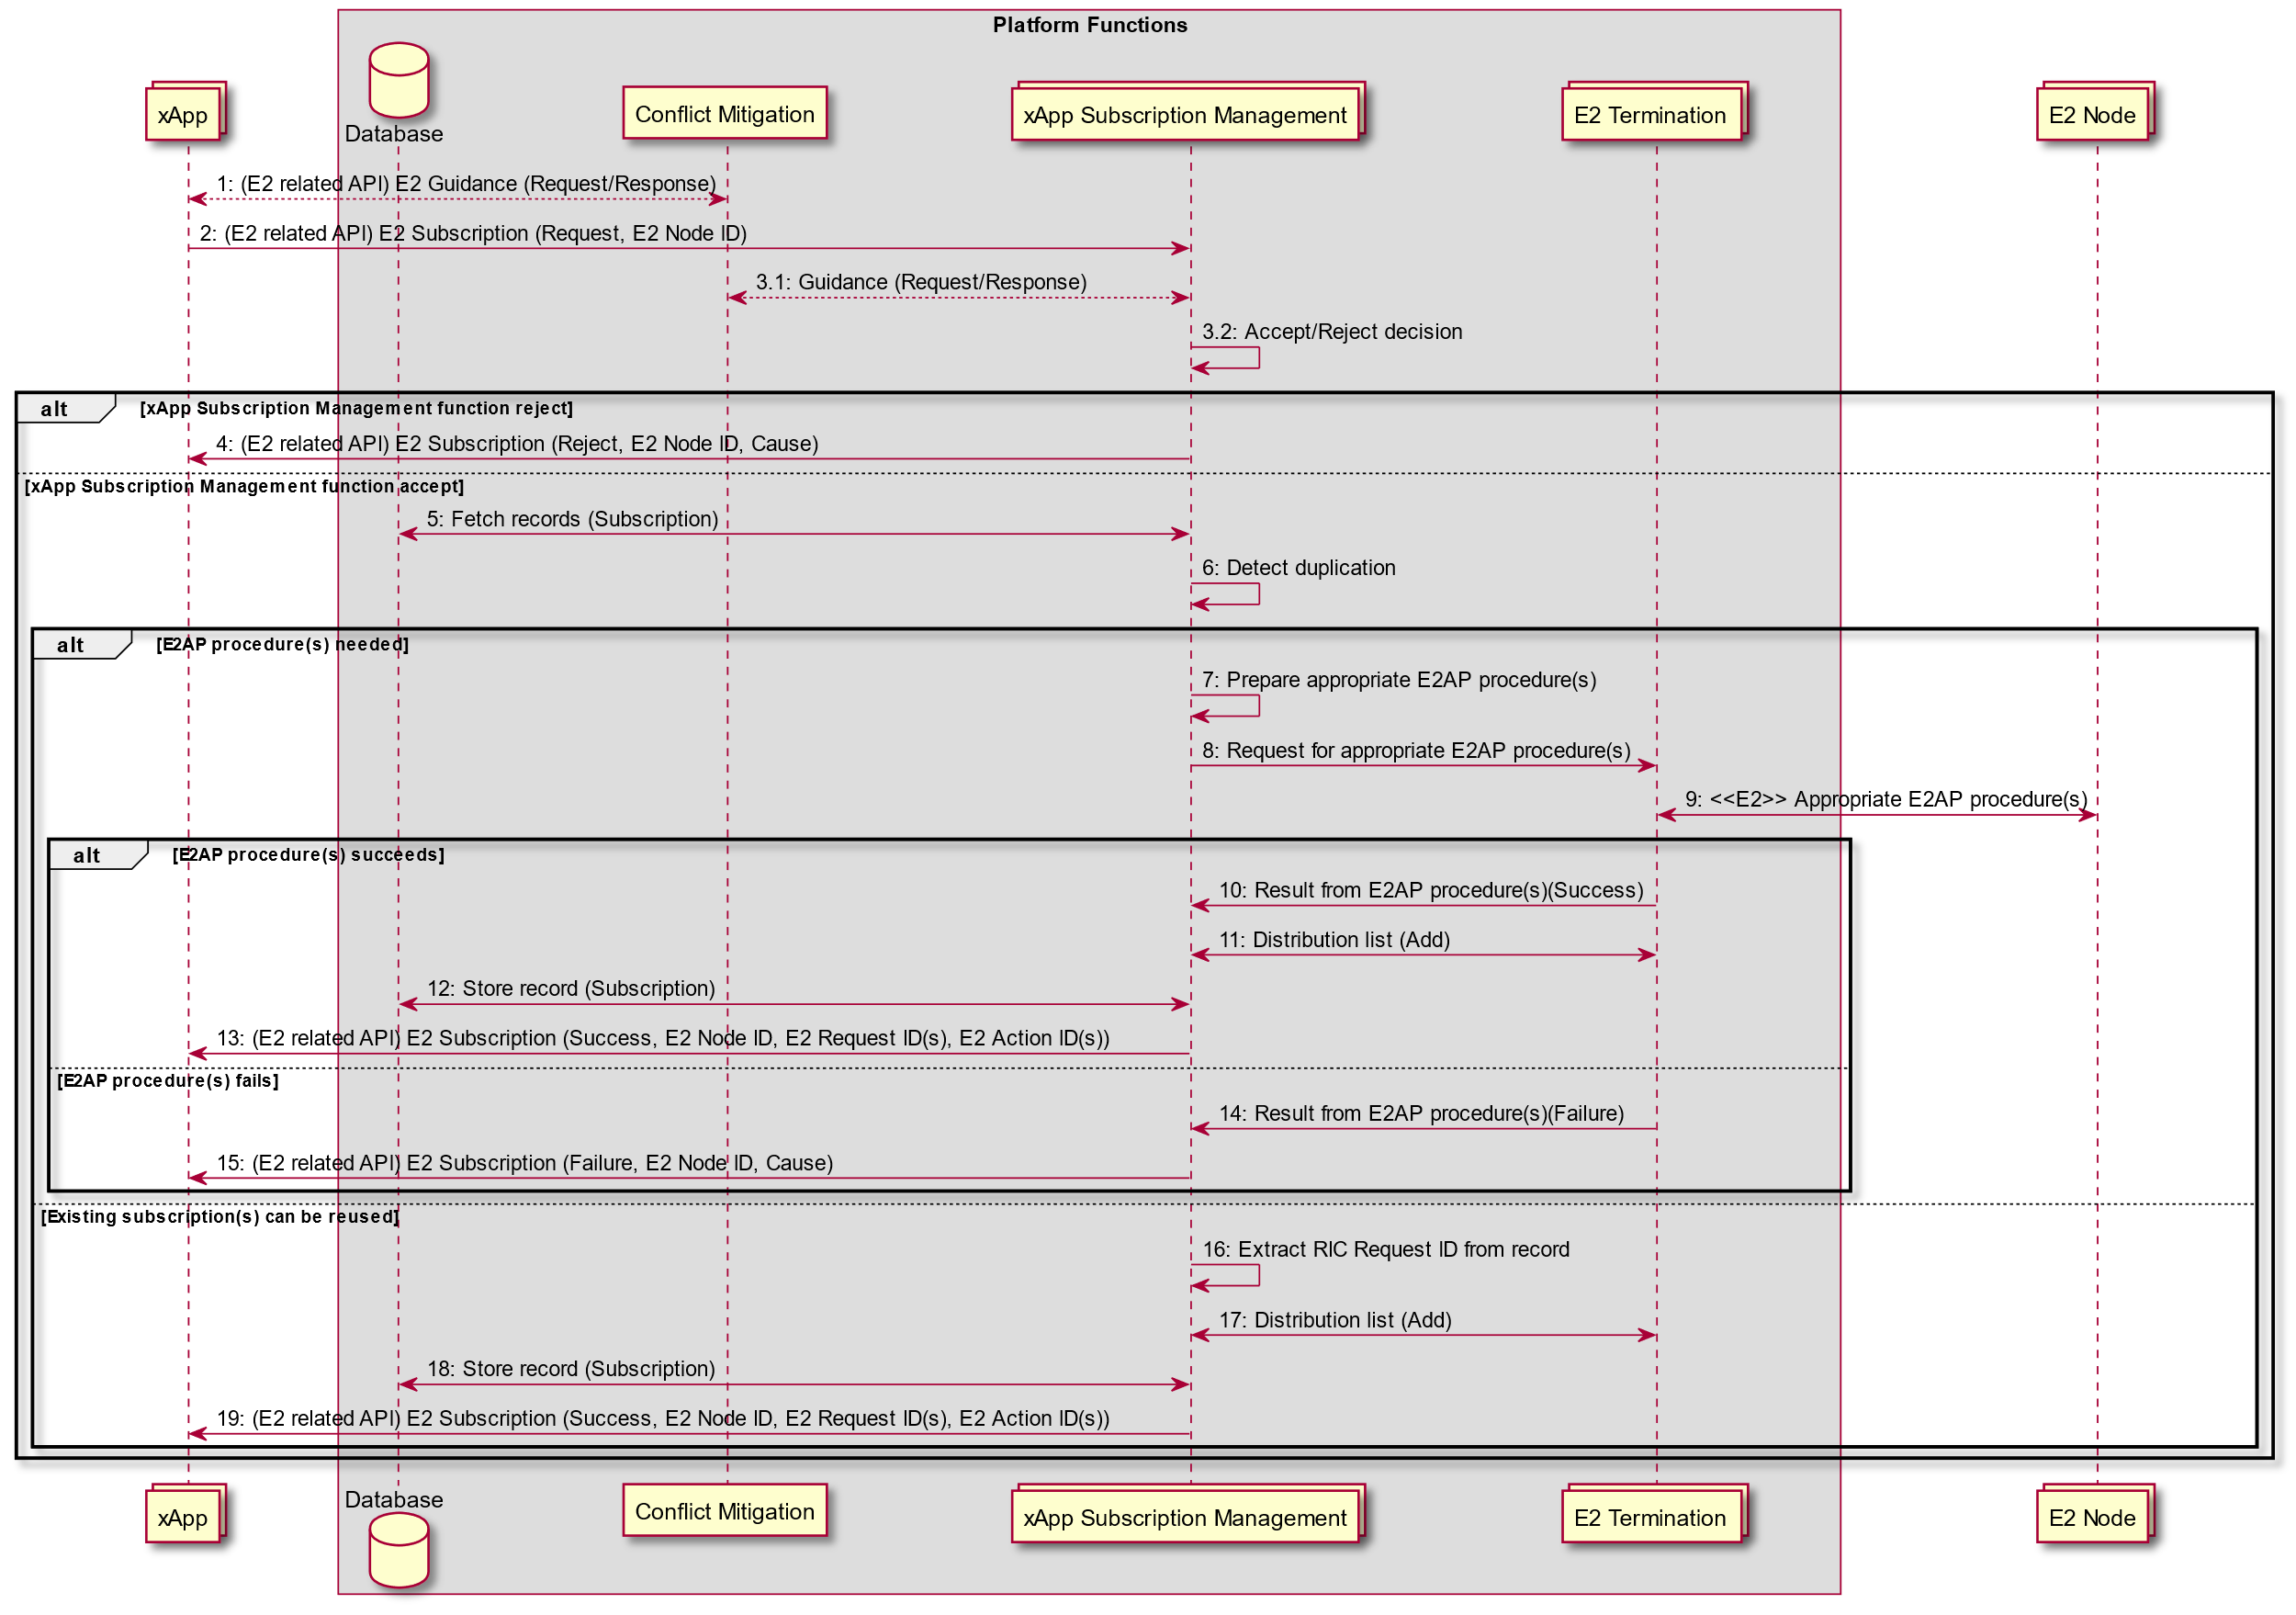 Platform Functions
xApp
Database
Conflict Mitigation
xApp Subscription Management
E2 Termination
E2 Node
1: (E2 related API) E2 Guidance (Request/Response)
2: (E2 related API) E2 Subscription (Request, E2 Node ID)
3.1: Guidance (Request/Response)
3.2: Accept/Reject decision
alt [xApp Subscription Management function reject]
4: (E2 related API) E2 Subscription (Reject, E2 Node ID, Cause)
[xApp Subscription Management function accept]
5: Fetch records (Subscription)
6: Detect duplication
alt [E2AP procedure(s) needed]
7: Prepare appropriate E2AP procedure(s)
8: Request for appropriate E2AP procedure(s)
9: <<E2>> Appropriate E2AP procedure(s)
alt [E2AP procedure(s) succeeds]
10: Result from E2AP procedure(s)(Success)
11: Distribution list (Add)
12: Store record (Subscription)
13: (E2 related API) E2 Subscription (Success, E2 Node ID, E2 Request ID(s), E2 Action ID(s))
[E2AP procedure(s) fails]
14: Result from E2AP procedure(s)(Failure)
15: (E2 related API) E2 Subscription (Failure, E2 Node ID, Cause)
[Existing subscription(s) can be reused]
16: Extract RIC Request ID from record
17: Distribution list (Add)
18: Store record (Subscription)
19: (E2 related API) E2 Subscription (Success, E2 Node ID, E2 Request ID(s), E2 Action ID(s))
xApp
Database
Conflict Mitigation
xApp Subscription Management
E2 Termination
E2 Node